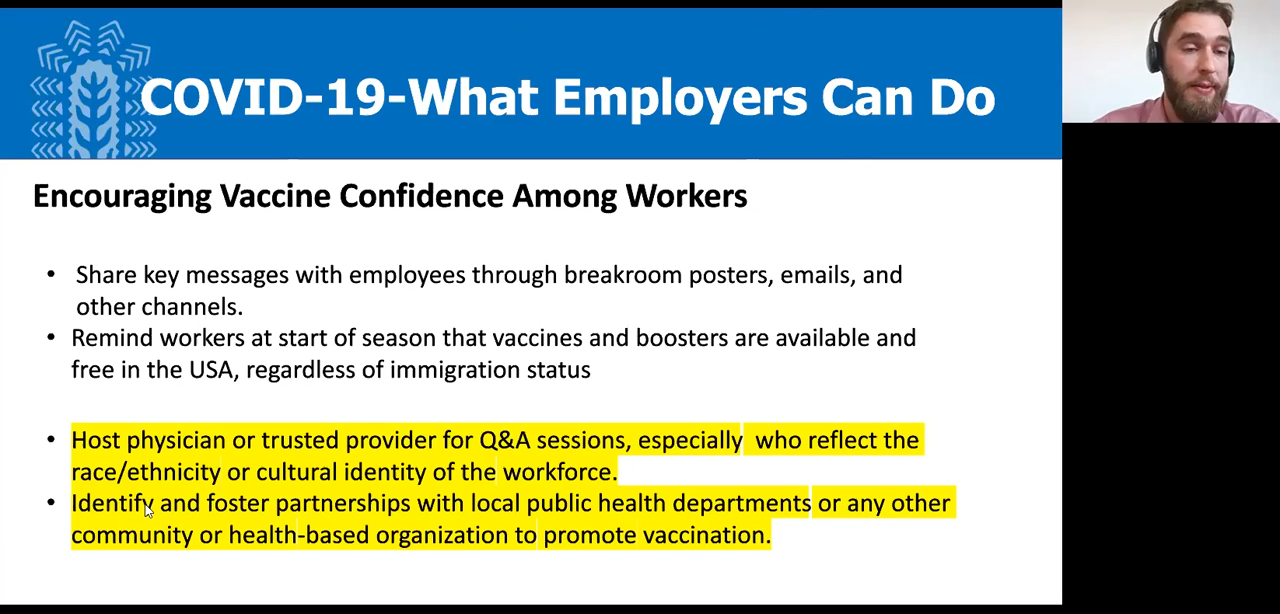 COVID-19-What Employers Can Do
Encouraging Vaccine Confidence Among Workers
• Share key messages with employees through breakroom posters, emails, and
other channels.
• Remind workers at start of season that vaccines and boosters are available and
free in the USA, regardless of immigration status
• Host physician or trusted provider for Q&A sessions, especially who reflect the
race/ethnicity or cultural identity of the workforce.
• Identify and foster partnerships with local public health departments or any other
community or health-based organization to promote vaccination.